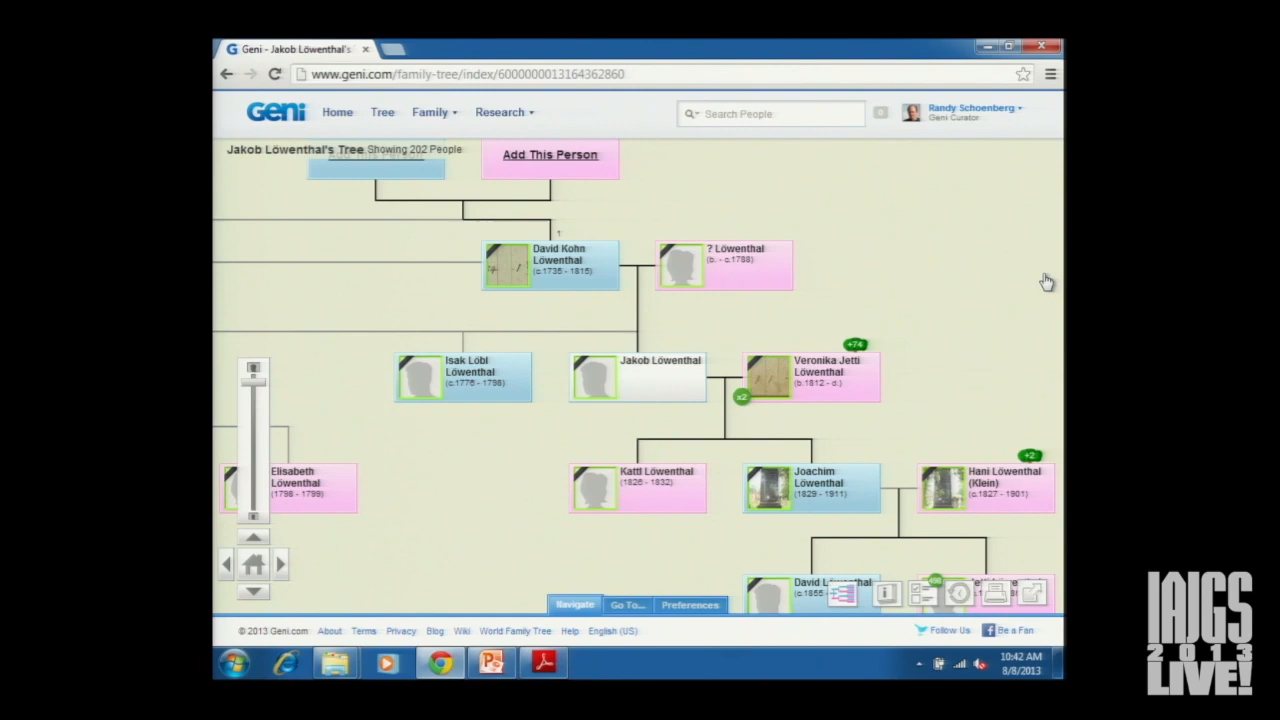 Geni - Jakob Löwenthal's
www.geni.com/family-tree/index/6000000013164362860
Geni
Home
Tree
Family
Research
Search People
Randy Schoenberg
Geni Curator
Jakob Löwenthal's Tree Showing 202 People
Add This Person
Add This Person
David Kohn
Löwenthal
(c.1735 - 1815)
? Löwenthal
(b. - c.1788)
Isak Löbl
Löwenthal
(c.1776 - 1798)
Jakob Löwenthal
+74
Veronika Jetti
Löwenthal
(b.1812 - d.)
x2
Elisabeth
Löwenthal
(1798 - 1799)
Kattl Löwenthal
(1826 - 1832)
Joachim
Löwenthal
(1829 - 1911)
+2
Hani Löwenthal
(Klein)
(c.1827 - 1901)
Navigate
Go To...
Preferences
© 2013 Geni.com
About
Terms
Privacy
Blog
Wiki
World Family Tree
Help
English (US)
Follow Us
Be a Fan
10:42 AM
8/8/2013
IAJGS
2013
LIVE!